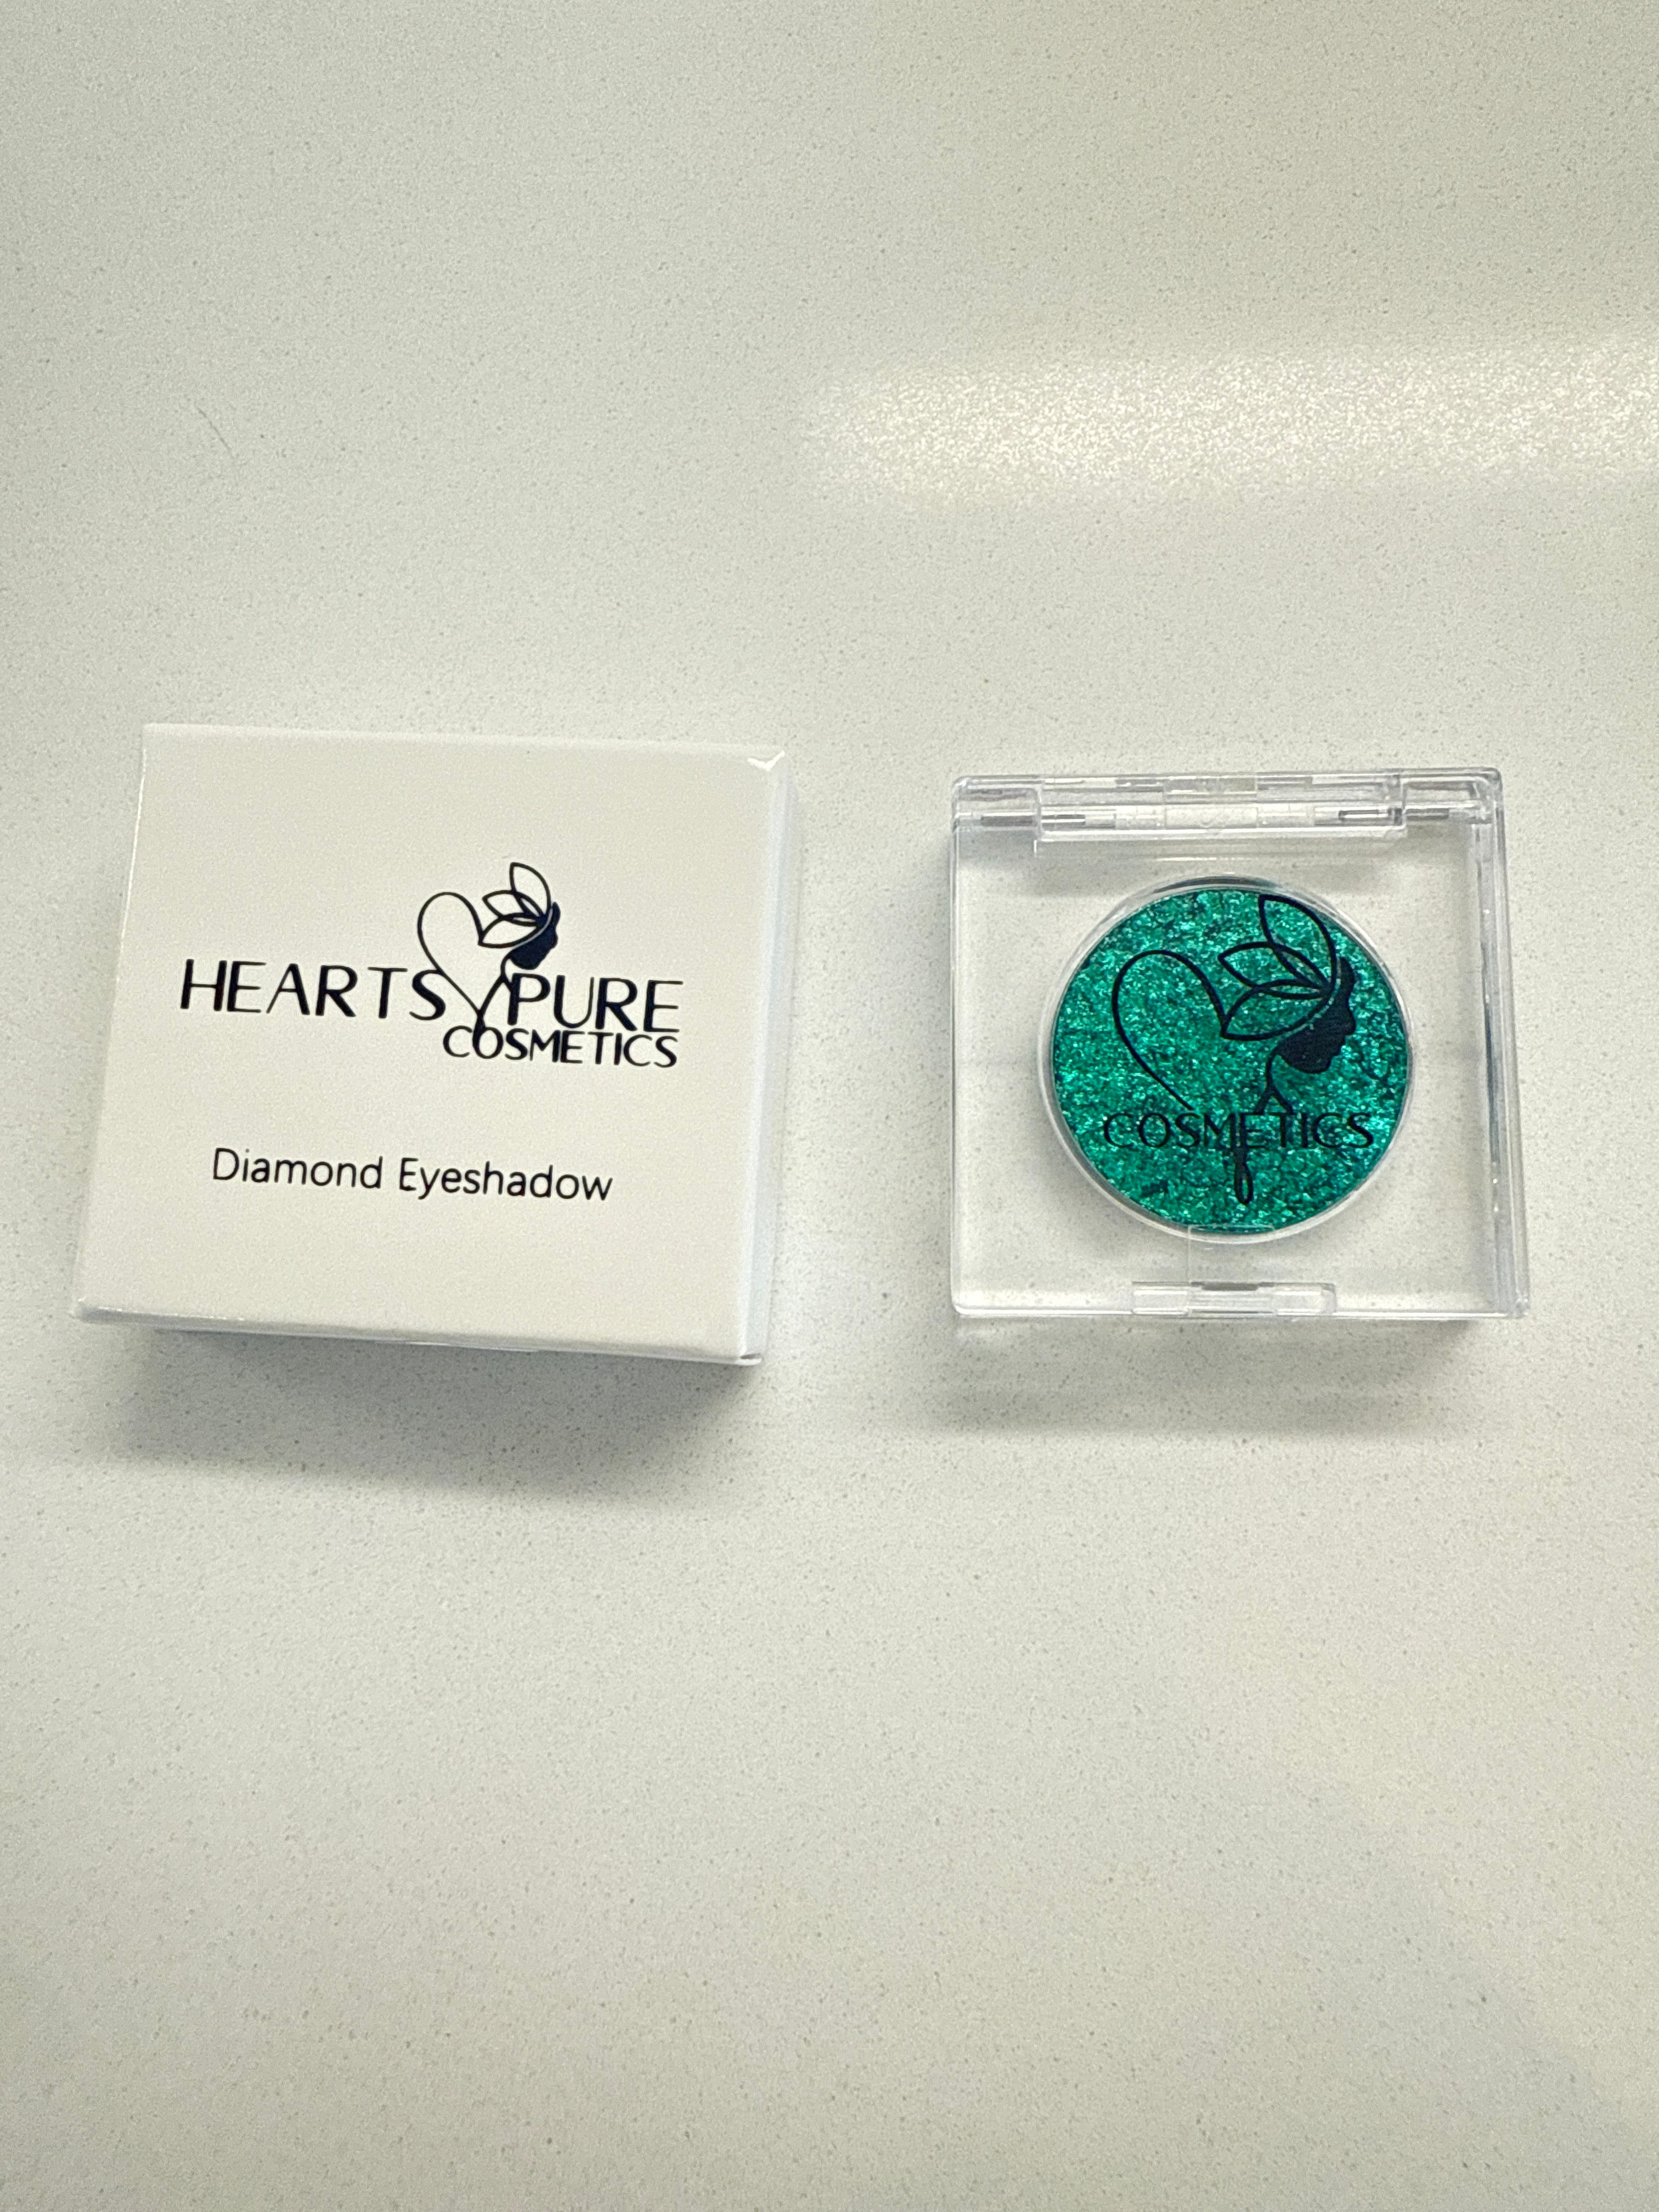 HEARTS PURE
COSMETICS
Diamond Eyeshadow
COSMETICS